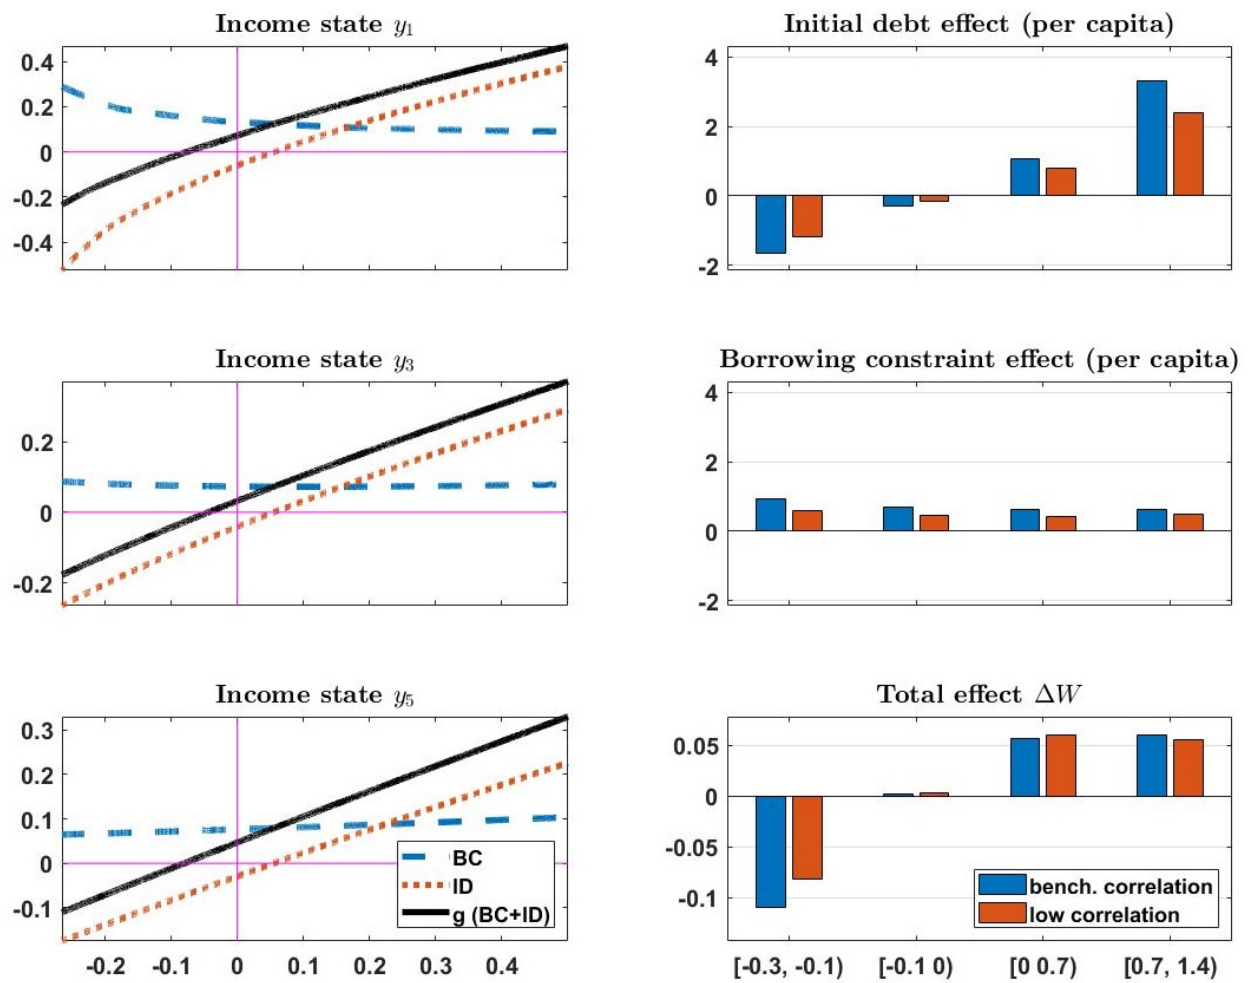 Income state y₁
0.4
0.2
0
-0.2
-0.4
Initial debt effect (per capita)
4
2
0
-2
Income state y₃
0.2
0
-0.2
Borrowing constraint effect (per capita)
4
2
0
-2
Income state y₅
0.3
0.2
0.1
0
-0.1
BC
ID
g (BC+ID)
-0.2 -0.1 0 0.1 0.2 0.3 0.4
Total effect ΔW
0.05
0
-0.05
-0.1
bench. correlation
low correlation
[-0.3, -0.1) [-0.1 0) [0 0.7) [0.7, 1.4)